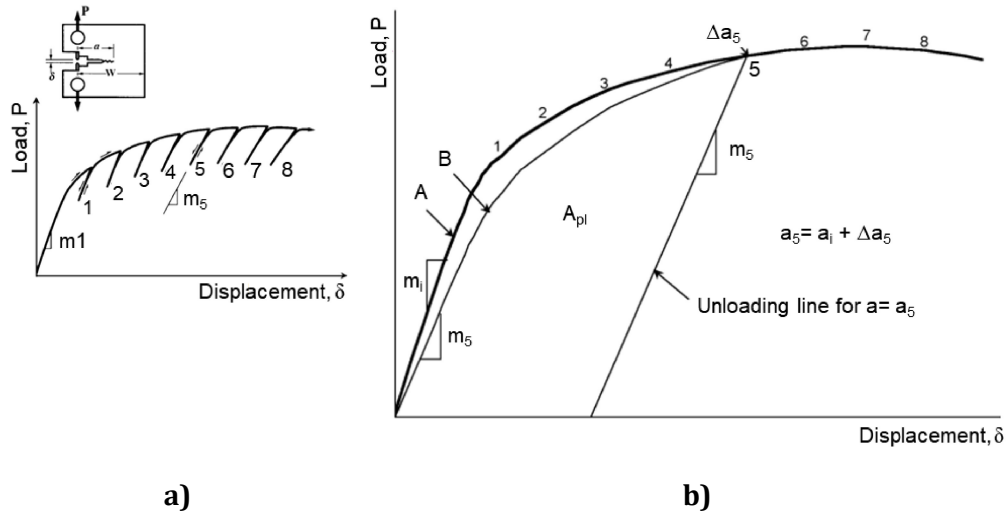 P
a
W
δ
Load, P
1
2
3
4
5
6
7
8
m1
m5
Displacement, δ
a)
Load, P
Δa5
1
2
3
4
5
6
7
8
A
B
mi
m5
Apl
m5
a5= ai + Δa5
Unloading line for a= a5
Displacement, δ
b)